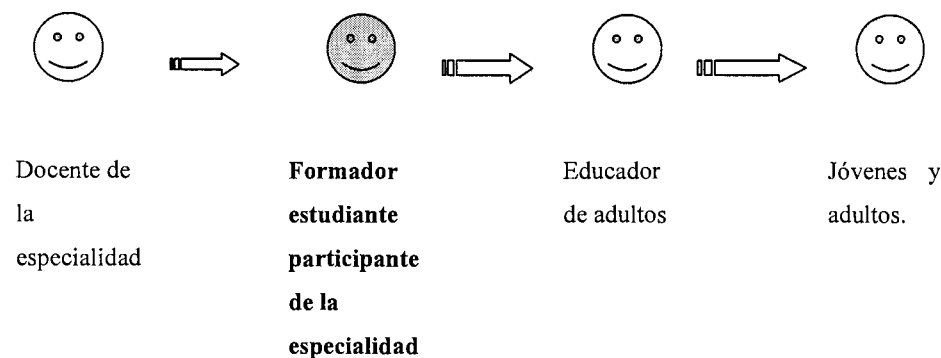 Docente de
la
especialidad
Formador
estudiante
participante
de la
especialidad
Educador
de adultos
Jóvenes y
adultos.